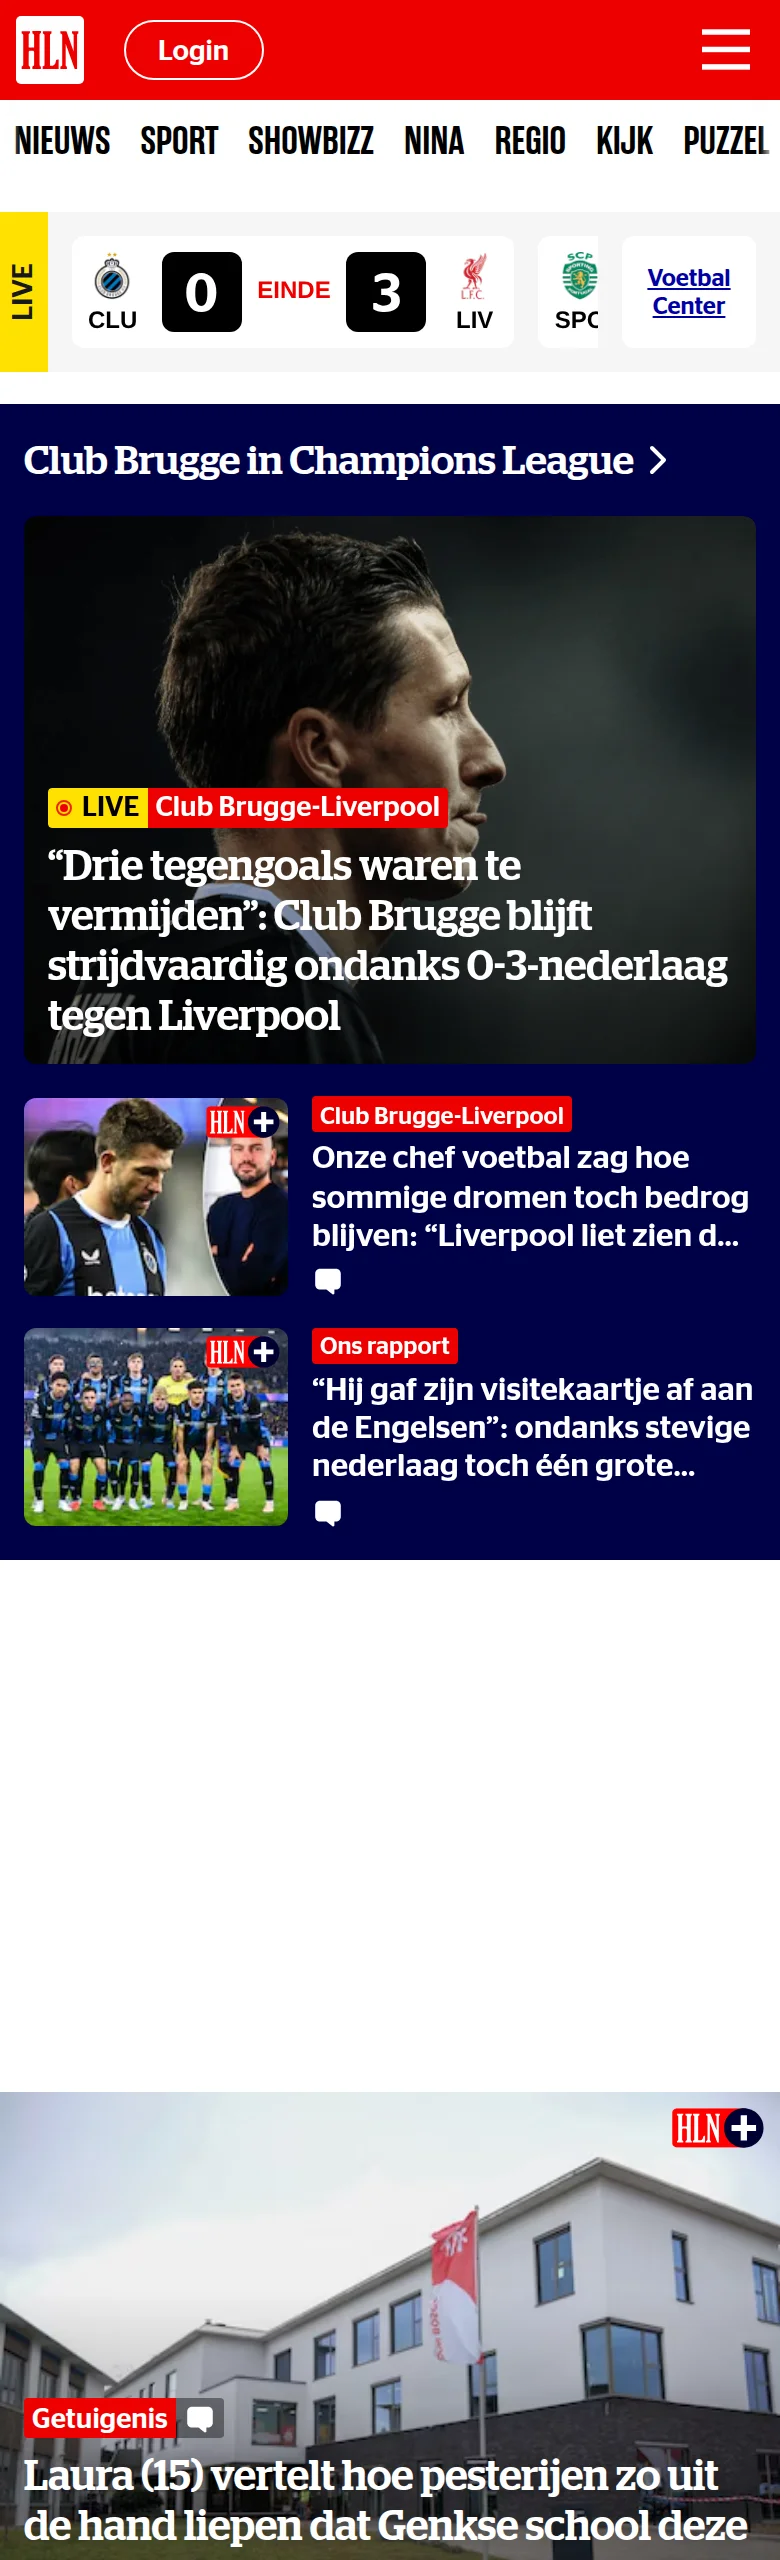 HLN
Login
NIEUWS SPORT SHOWBIZZ NINA REGIO KIJK PUZZEL
LIVE
CLU
0
EINDE
3
L.F.C.
LIV
SCP
SPORTING
SPO
Voetbal
Center
Club Brugge in Champions League
LIVE Club Brugge-Liverpool
“Drie tegengoals waren te
vermijden”: Club Brugge blijft
strijdvaardig ondanks 0-3-nederlaag
tegen Liverpool
HLN+
Club Brugge-Liverpool
Onze chef voetbal zag hoe
sommige dromen toch bedrog
blijven: “Liverpool liet zien d...
HLN+
Ons rapport
“Hij gaf zijn visitekaartje af aan
de Engelsen”: ondanks stevige
nederlaag toch één grote...
HLN+
Getuigenis
Laura (15) vertelt hoe pesterijen zo uit
de hand liepen dat Genkse school deze